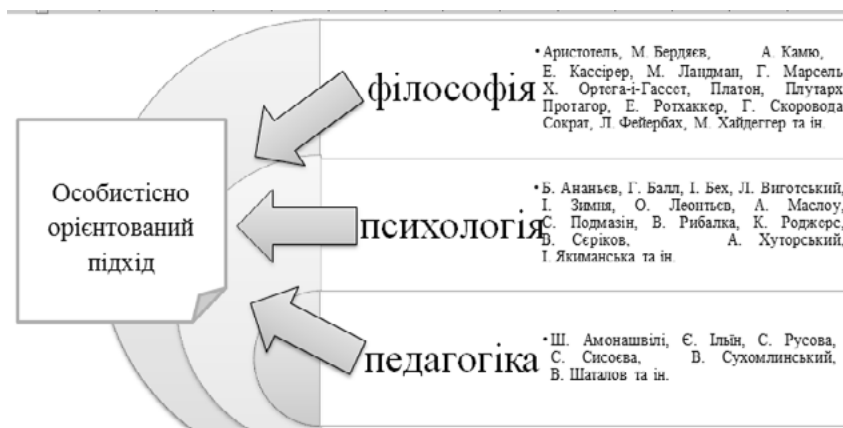 Особистісно
орієнтований
підхід
філософія
• Аристотель, М. Бердяєв, А. Камю,
Е. Кассірер, М. Ландман, Г. Марсель
Х. Ортега-і-Гассет, Платон, Плутарх
Протагор, Е. Ротхаккер, Г. Сковорода
Сократ, Л. Фейєрбах, М. Хайдеггер та ін.
психологія
• Б. Ананьєв, Г. Балл, І. Бех, Л. Виготський,
І. Зимня, О. Леонтьєв, А. Маслоу,
С. Подмазін, В. Рибалка, К. Роджерс,
В. Сєріков, А. Хуторський,
І. Якиманська та ін.
педагогіка
• Ш. Амонашвілі, Є. Ільїн, С. Русова,
С. Сисоєва, В. Сухомлинський,
В. Шаталов та ін.